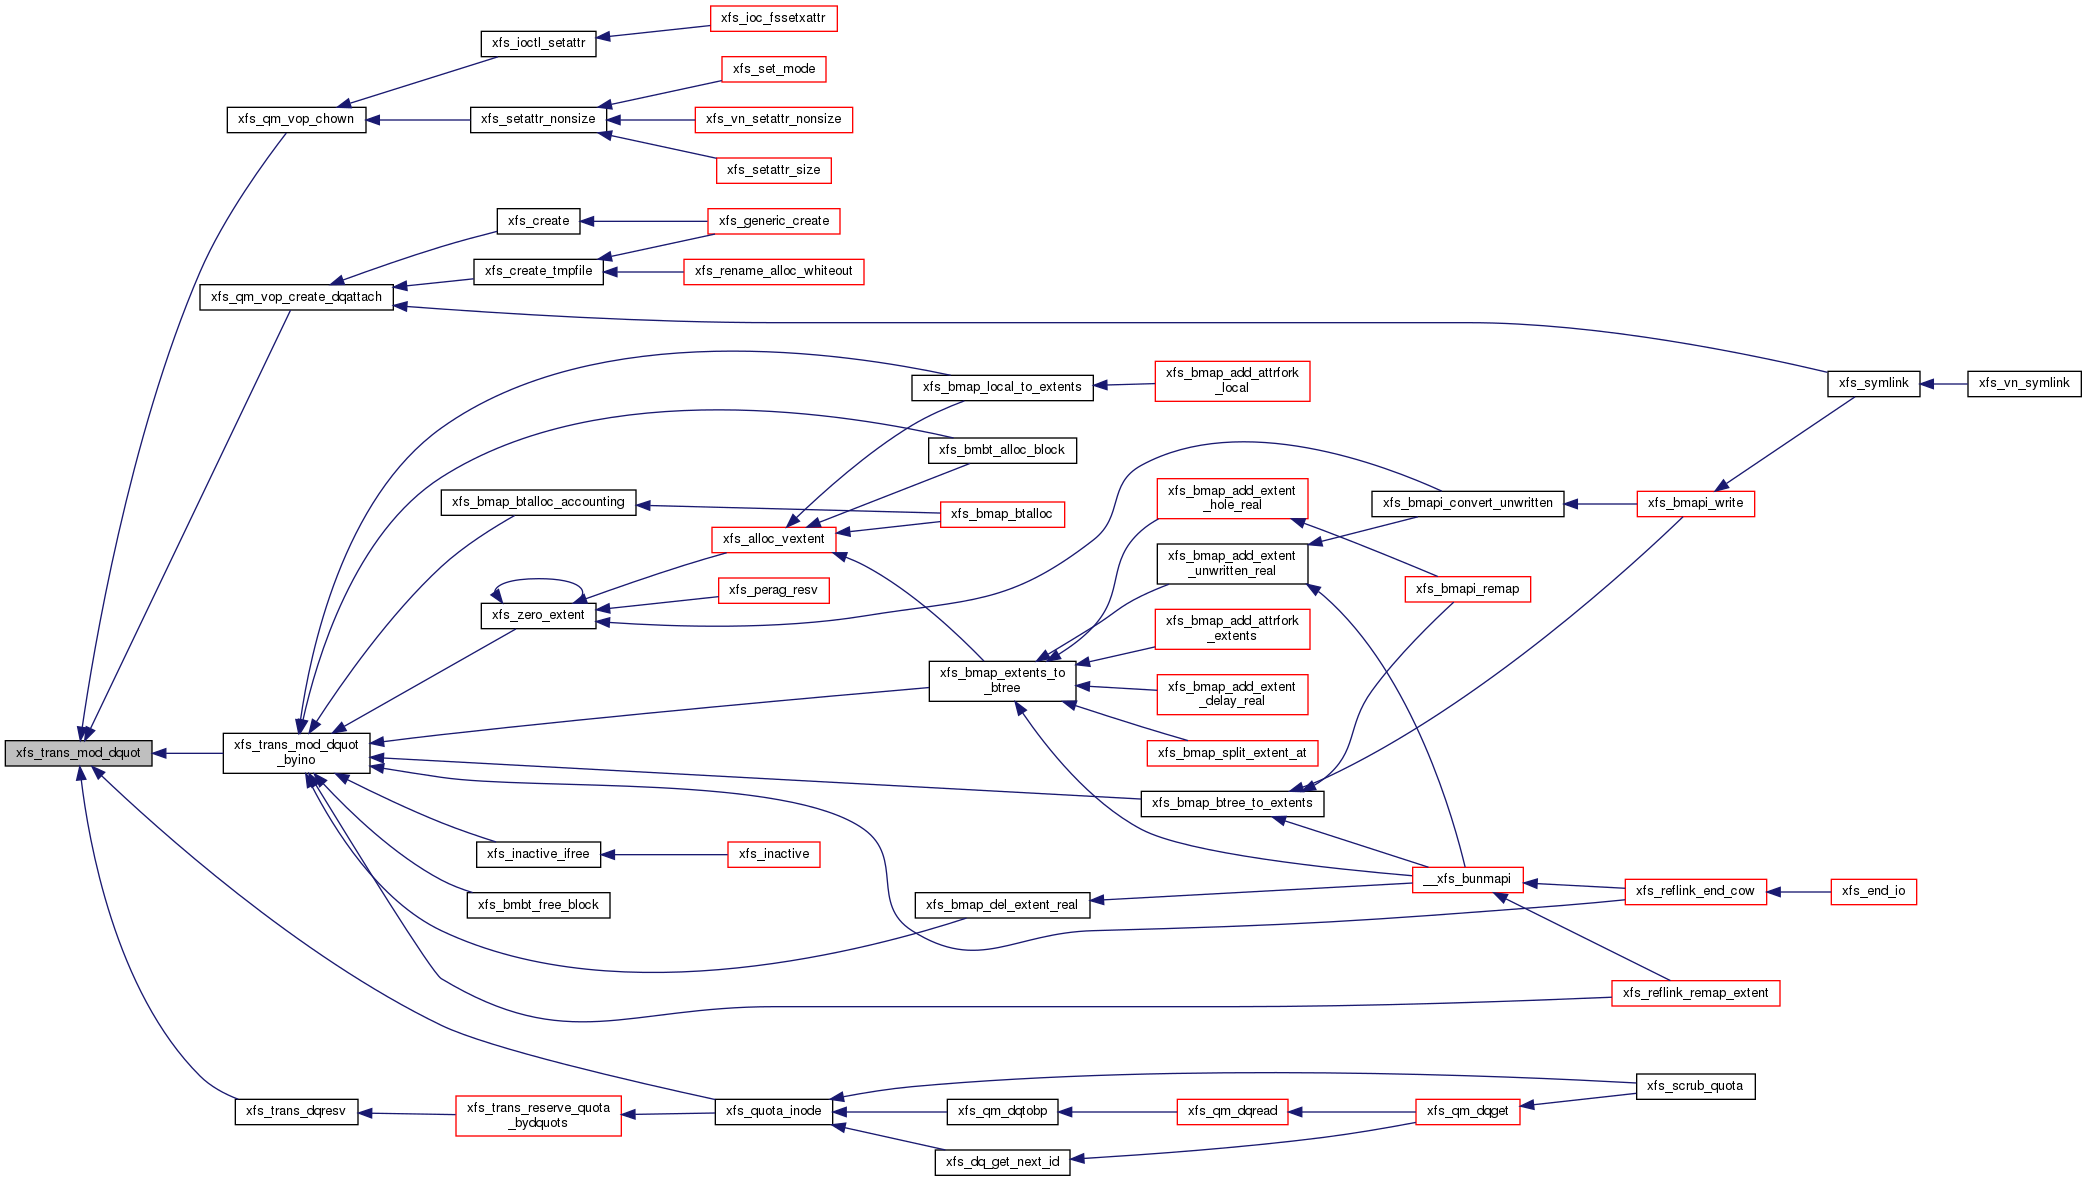 xfs_ioc_fssetxattr
xfs_ioctl_setattr
xfs_set_mode
xfs_qm_vop_chown
xfs_setattr_nonsize
xfs_vn_setattr_nonsize
xfs_setattr_size
xfs_create
xfs_generic_create
xfs_create_tmpfile
xfs_rename_alloc_whiteout
xfs_qm_vop_create_dqattach
xfs_bmap_local_to_extents
xfs_bmap_add_attrfork
_local
xfs_symlink
xfs_vn_symlink
xfs_bmbt_alloc_block
xfs_bmap_btalloc_accounting
xfs_bmap_btalloc
xfs_bmap_add_extent
_hole_real
xfs_bmapi_convert_unwritten
xfs_bmapi_write
xfs_alloc_vextent
xfs_bmap_add_extent
_unwritten_real
xfs_perag_resv
xfs_bmapi_remap
xfs_zero_extent
xfs_bmap_add_attrfork
_extents
xfs_bmap_extents_to
_btree
xfs_bmap_add_extent
_delay_real
xfs_trans_mod_dquot
xfs_trans_mod_dquot
_byino
xfs_bmap_split_extent_at
xfs_bmap_btree_to_extents
xfs_inactive_ifree
xfs_inactive
__xfs_bunmapi
xfs_reflink_end_cow
xfs_end_io
xfs_bmbt_free_block
xfs_bmap_del_extent_real
xfs_reflink_remap_extent
xfs_scrub_quota
xfs_trans_dqresv
xfs_trans_reserve_quota
_bydquots
xfs_quota_inode
xfs_qm_dqtobp
xfs_qm_dqread
xfs_qm_dqget
xfs_dq_get_next_id